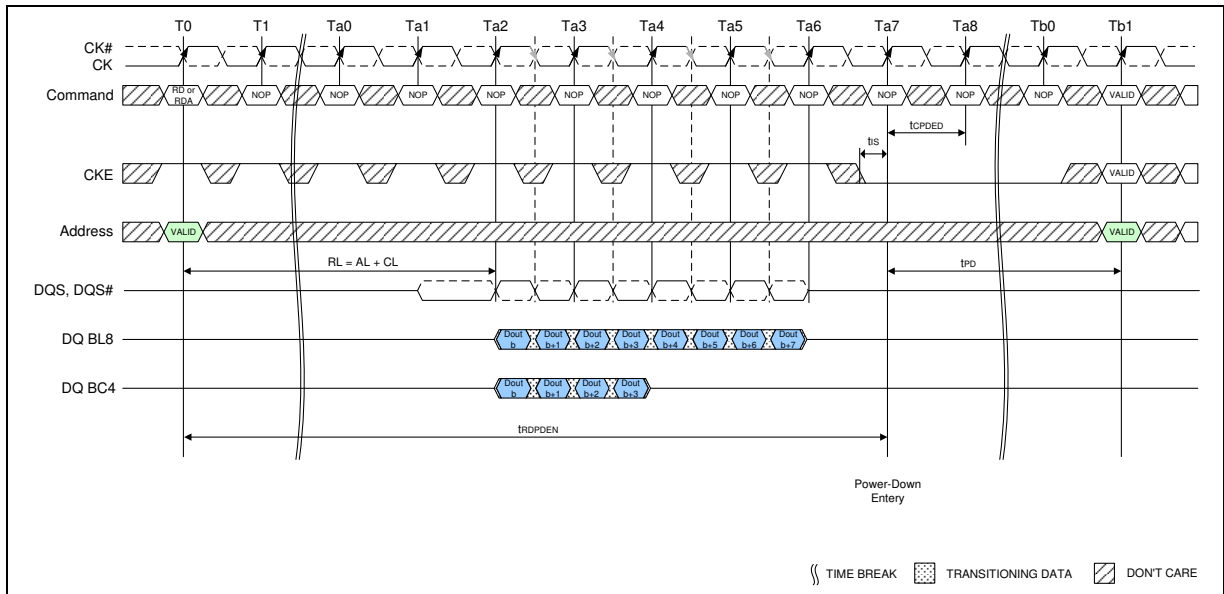 T0 T1 Ta0 Ta1 Ta2 Ta3 Ta4 Ta5 Ta6 Ta7 Ta8 Tb0 Tb1
CK#
CK
Command RD or RDA NOP NOP NOP NOP NOP NOP NOP NOP NOP NOP NOP VALID
tCPDED
tIS
CKE VALID
Address VALID VALID
RL = AL + CL tPD
DQS, DQS#
DQ BL8 Dout b Dout b+1 Dout b+2 Dout b+3 Dout b+4 Dout b+5 Dout b+6 Dout b+7
DQ BC4 Dout b Dout b+1 Dout b+2 Dout b+3
tRDPDEN
Power-Down
Entery
TIME BREAK TRANSITIONING DATA DON'T CARE